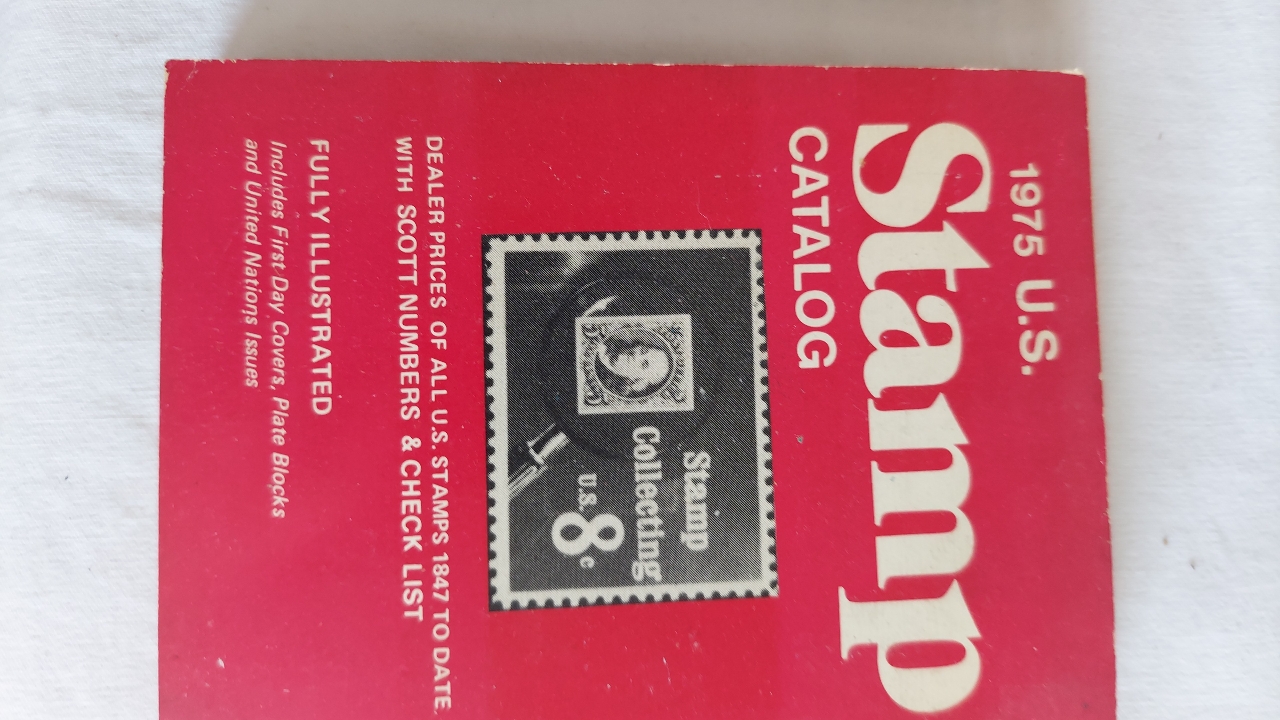 1975 U.S.
Stamp
CATALOG
Stamp
Collecting
U.S. 8c
DEALER PRICES OF ALL U.S. STAMPS 1847 TO DATE.
WITH SCOTT NUMBERS & CHECK LIST
FULLY ILLUSTRATED
Includes First Day Covers, Plate Blocks
and United Nations Issues